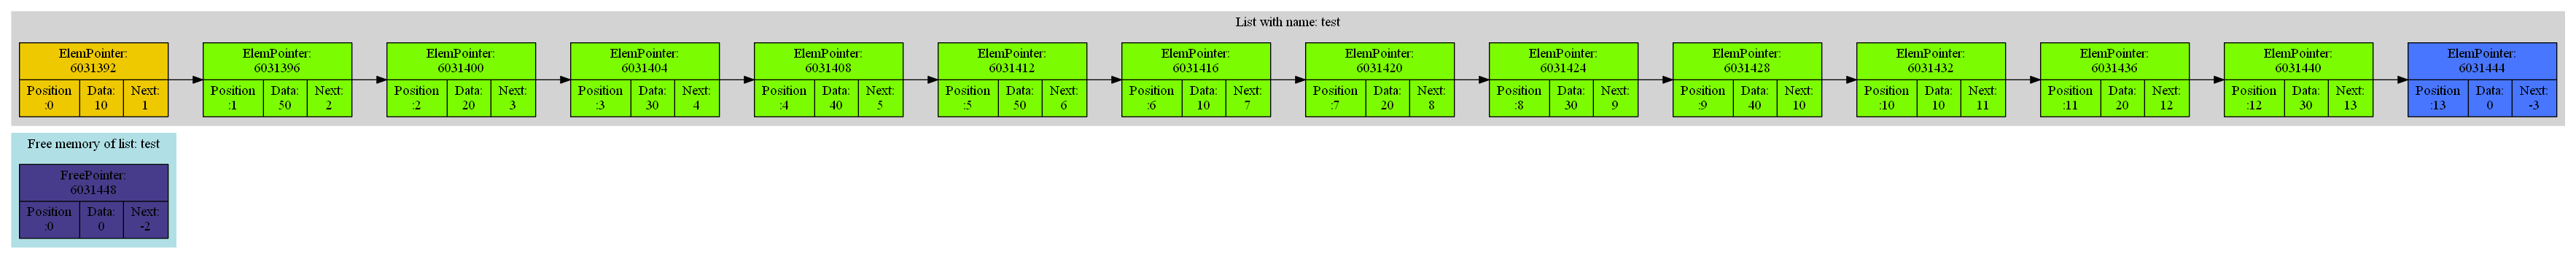 List with name: test
ElemPointer:
6031392
Position
:0
Data:
10
Next:
1
ElemPointer:
6031396
Position
:1
Data:
50
Next:
2
ElemPointer:
6031400
Position
:2
Data:
20
Next:
3
ElemPointer:
6031404
Position
:3
Data:
30
Next:
4
ElemPointer:
6031408
Position
:4
Data:
40
Next:
5
ElemPointer:
6031412
Position
:5
Data:
50
Next:
6
ElemPointer:
6031416
Position
:6
Data:
10
Next:
7
ElemPointer:
6031420
Position
:7
Data:
20
Next:
8
ElemPointer:
6031424
Position
:8
Data:
30
Next:
9
ElemPointer:
6031428
Position
:9
Data:
40
Next:
10
ElemPointer:
6031432
Position
:10
Data:
10
Next:
11
ElemPointer:
6031436
Position
:11
Data:
20
Next:
12
ElemPointer:
6031440
Position
:12
Data:
30
Next:
13
ElemPointer:
6031444
Position
:13
Data:
0
Next:
-3
Free memory of list: test
FreePointer:
6031448
Position
:0
Data:
0
Next:
-2